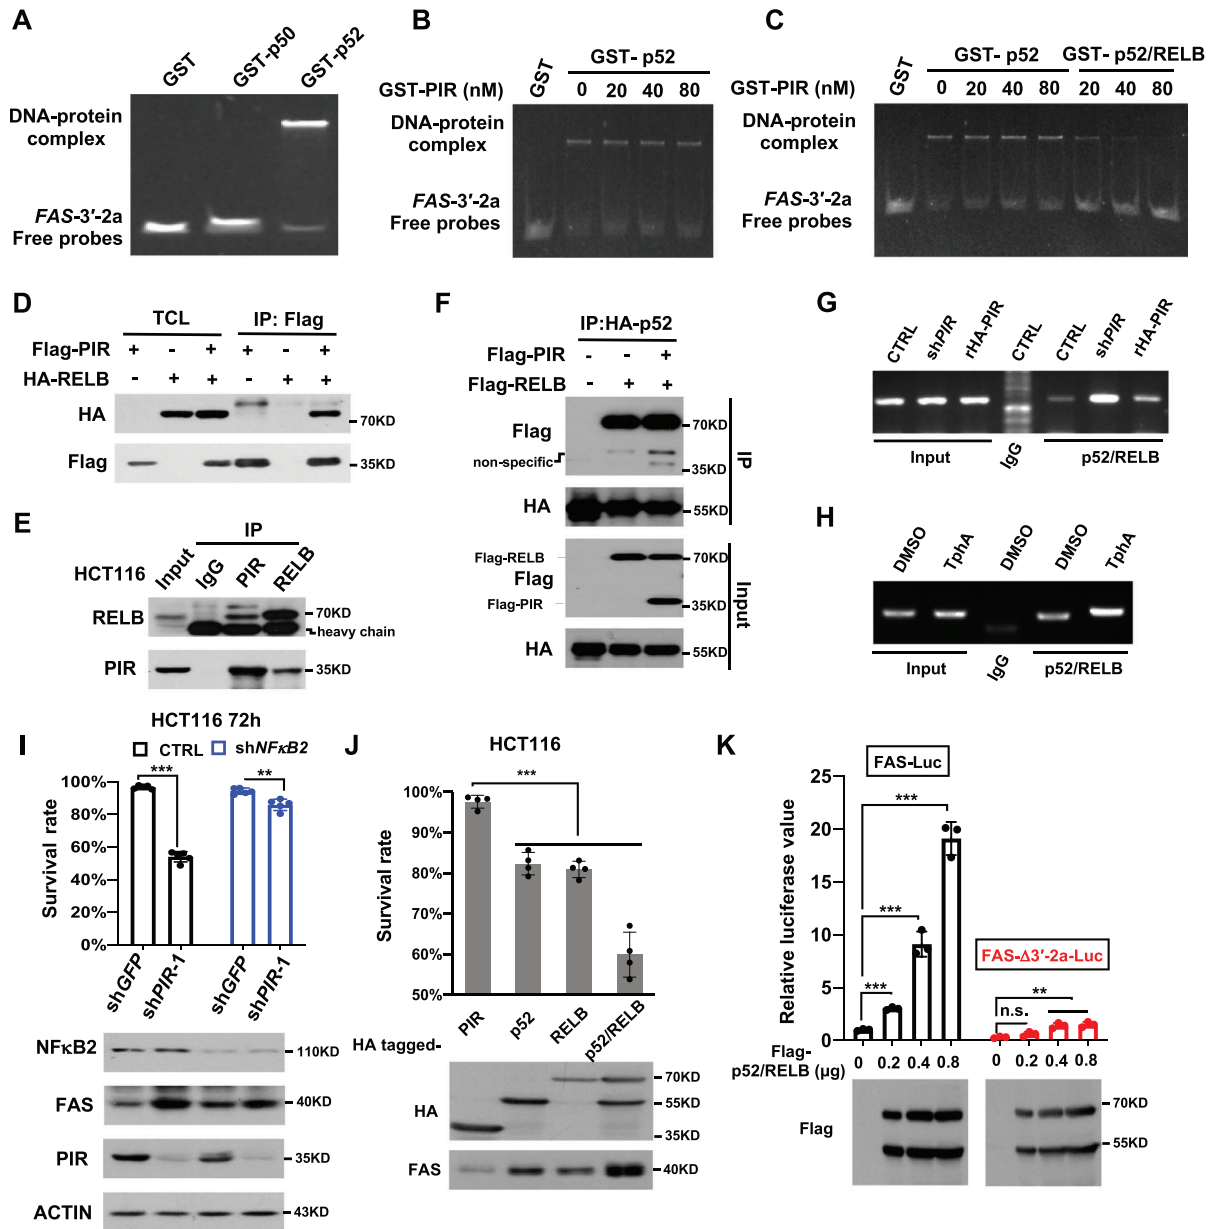 A
GST
GST-p50
GST-p52
DNA-protein
complex
FAS-3′-2a
Free probes
B
GST
GST- p52
GST-PIR (nM)
0 20 40 80
DNA-protein
complex
FAS-3′-2a
Free probes
C
GST
GST- p52
GST- p52/RELB
GST-PIR (nM)
0 20 40 80 20 40 80
DNA-protein
complex
FAS-3′-2a
Free probes
D
TCL
IP: Flag
Flag-PIR + - + + - +
HA-RELB - + + - + +
HA
70KD
Flag
35KD
E
IP
HCT116
Input
IgG
PIR
RELB
RELB
70KD
heavy chain
PIR
35KD
F
IP:HA-p52
Flag-PIR +
Flag-RELB - + +
Flag
70KD
non-specific
35KD
HA
55KD
IP
Flag-RELB
70KD
Flag
Flag-PIR
35KD
HA
55KD
Input
G
CTRL
shPIR
rHA-PIR
CTRL
CTRL
shPIR
rHA-PIR
Input
IgG
p52/RELB
H
DMSO
TphA
DMSO
DMSO
TphA
Input
IgG
p52/RELB
I
HCT116 72h
CTRL
shNFκB2
***
**
Survival rate
100%
80%
60%
40%
20%
0%
shGFP
shPIR-1
shGFP
shPIR-1
NFκB2
110KD
FAS
40KD
PIR
35KD
ACTIN
43KD
J
HCT116
***
Survival rate
100%
90%
80%
70%
60%
50%
HA tagged-
PIR
p52
RELB
p52/RELB
HA
70KD
55KD
35KD
FAS
40KD
K
FAS-Luc
Relative luciferase value
25
20
15
10
5
0
***
***
***
FAS-Δ3′-2a-Luc
n.s.
**
Flag-
p52/RELB (μg)
0 0.2 0.4 0.8
0 0.2 0.4 0.8
Flag
70KD
55KD